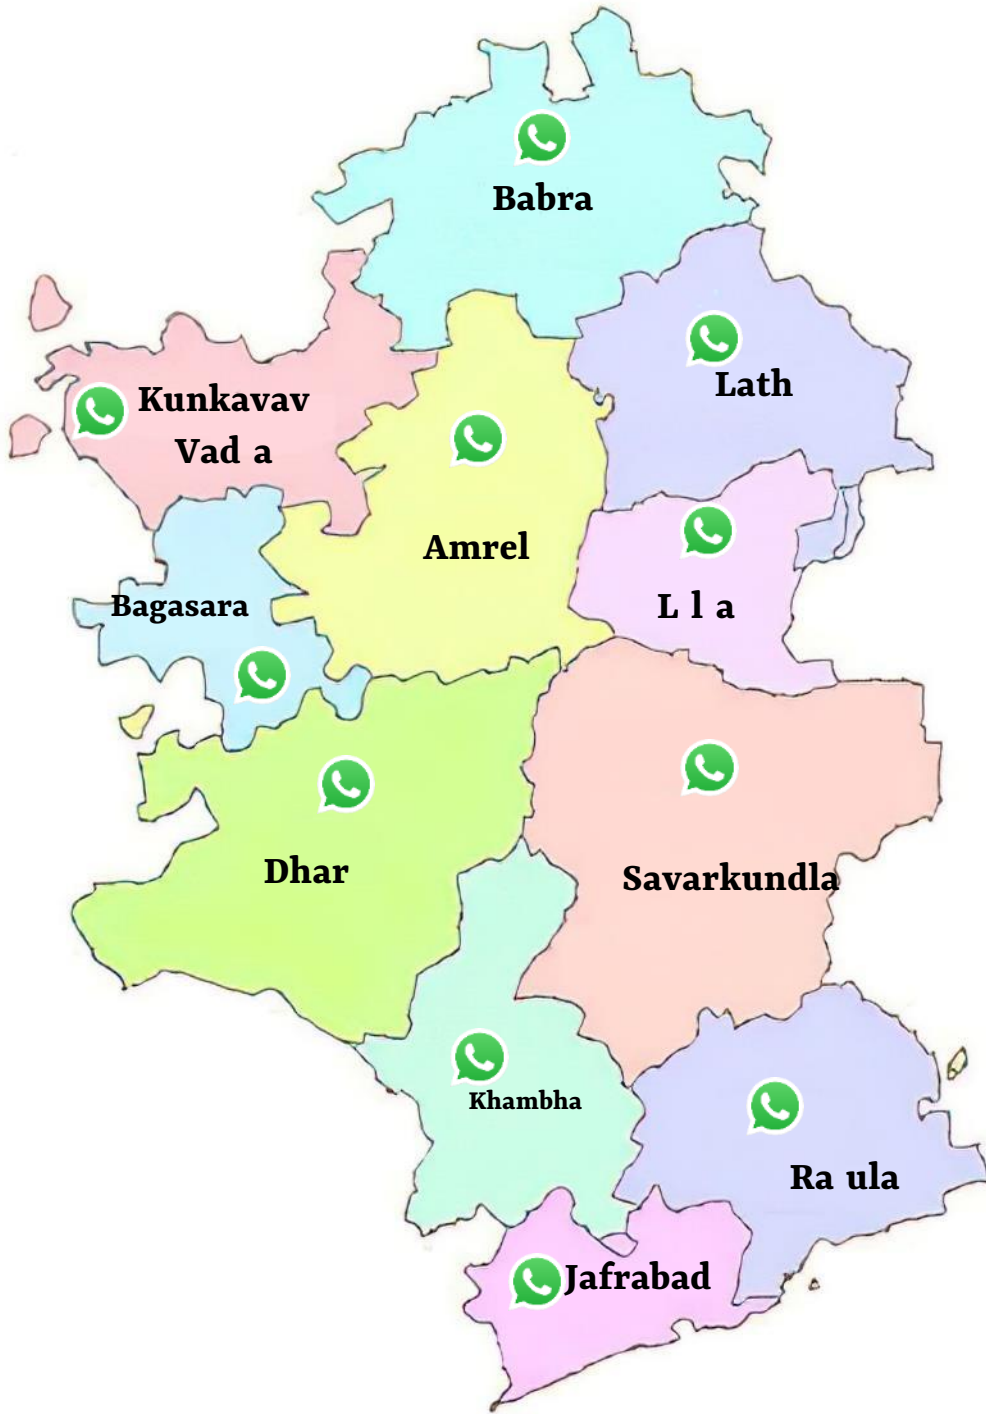 Babra
Lath
Kunkavav
Vad a
Amrel
L l a
Bagasara
Dhar
Savarkundla
Khambha
Ra ula
Jafrabad